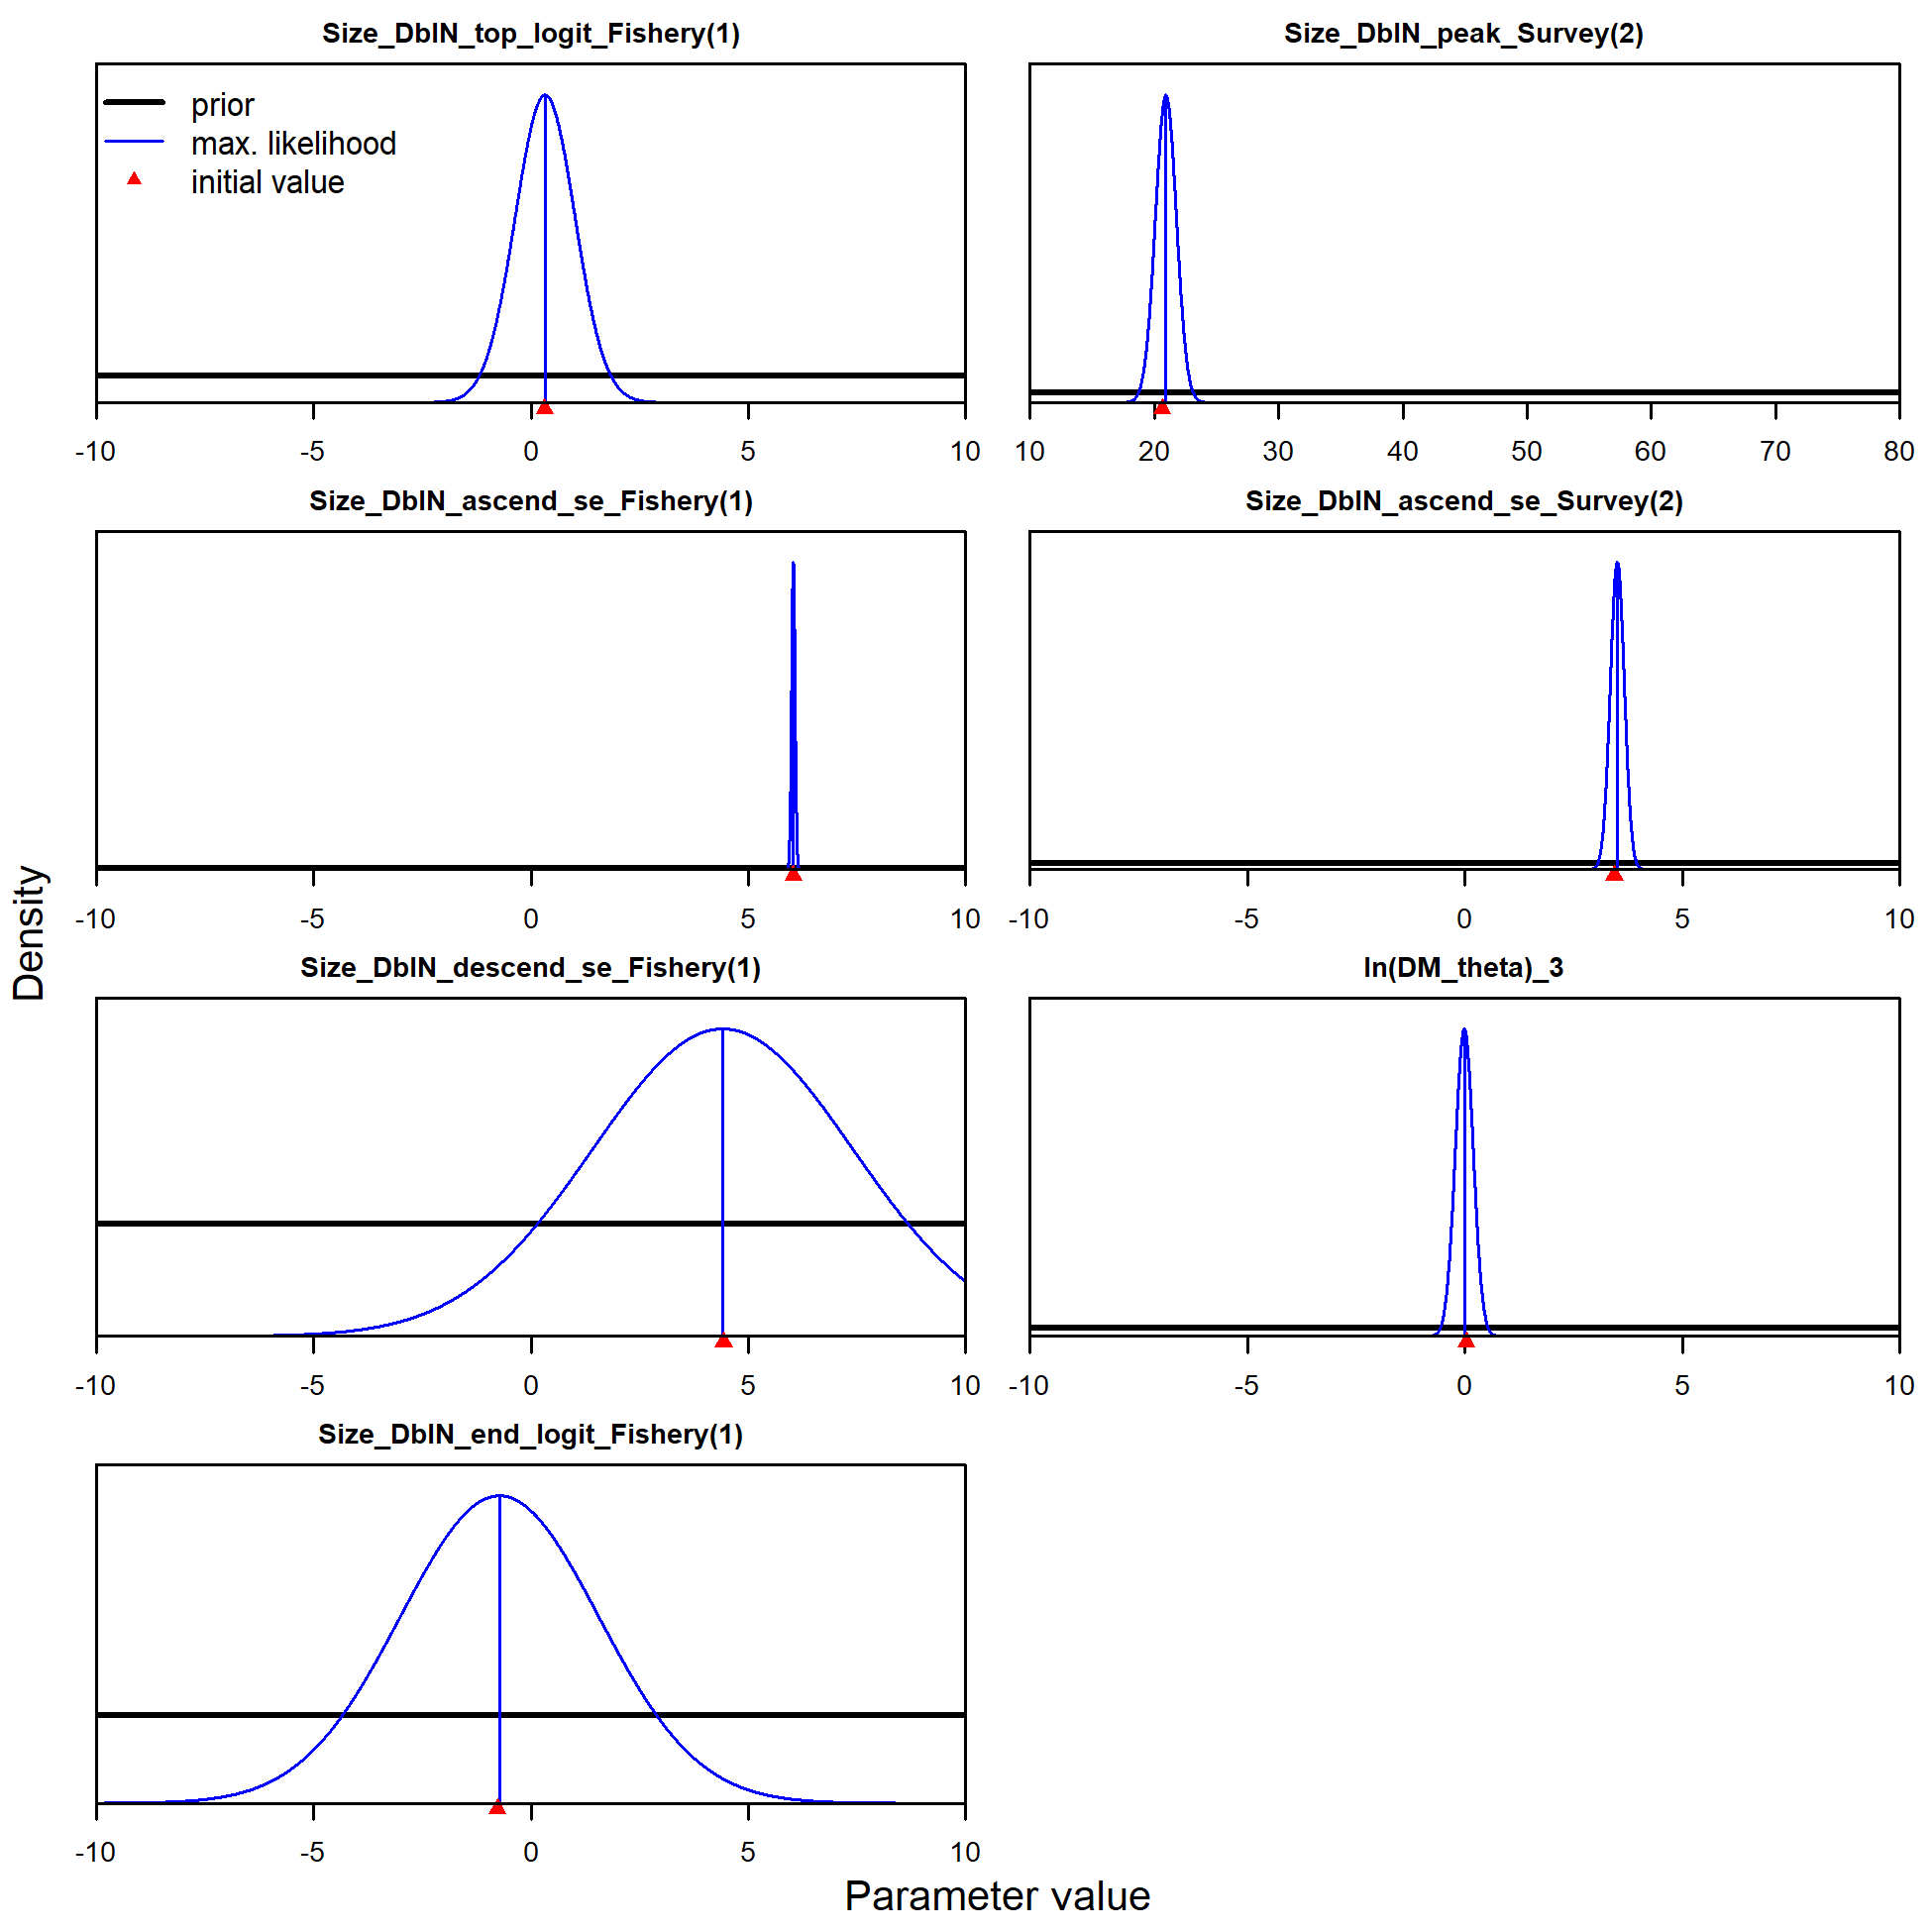 Size_DblN_top_logit_Fishery(1)
prior
max. likelihood
initial value
-10 -5 0 5 10
Size_DblN_peak_Survey(2)
10 20 30 40 50 60 70 80
Size_DblN_ascend_se_Fishery(1)
-10 -5 0 5 10
Size_DblN_ascend_se_Survey(2)
-10 -5 0 5 10
Size_DblN_descend_se_Fishery(1)
-10 -5 0 5 10
ln(DM_theta)_3
-10 -5 0 5 10
Size_DblN_end_logit_Fishery(1)
-10 -5 0 5 10
Density
Parameter value